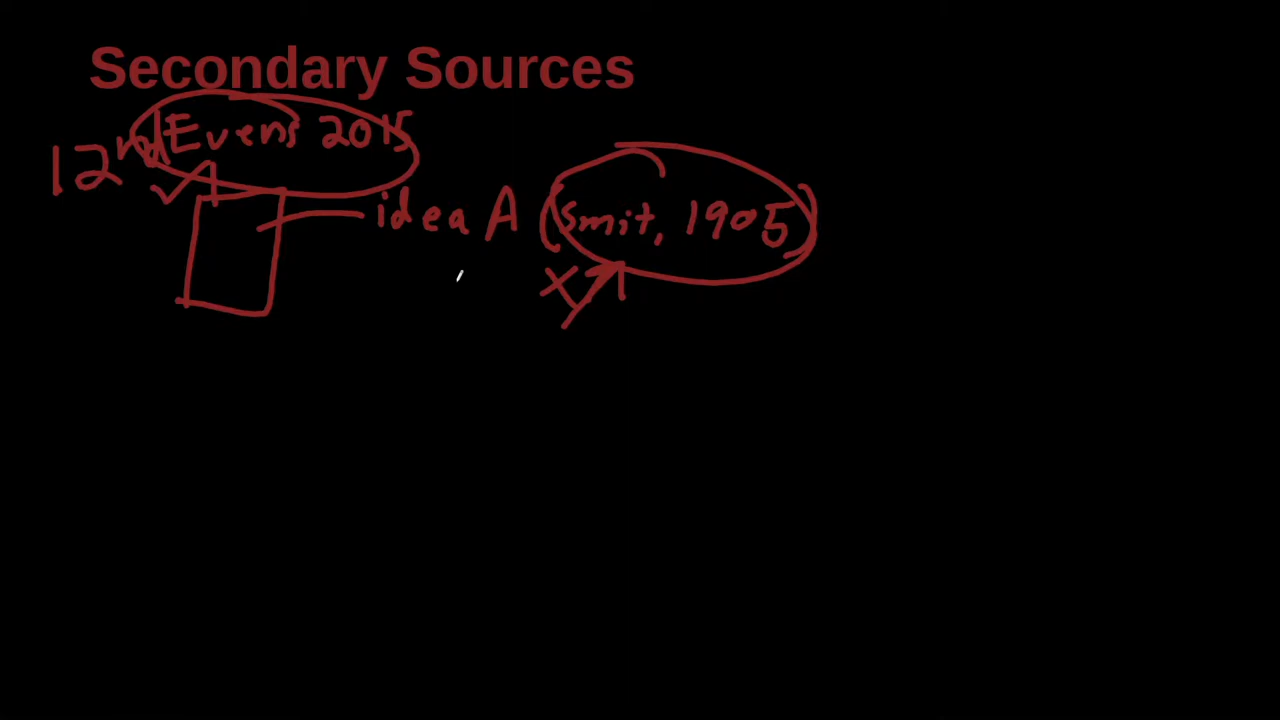 Secondary Sources
Evens 2015
12nd
idea A (Smit, 1905)